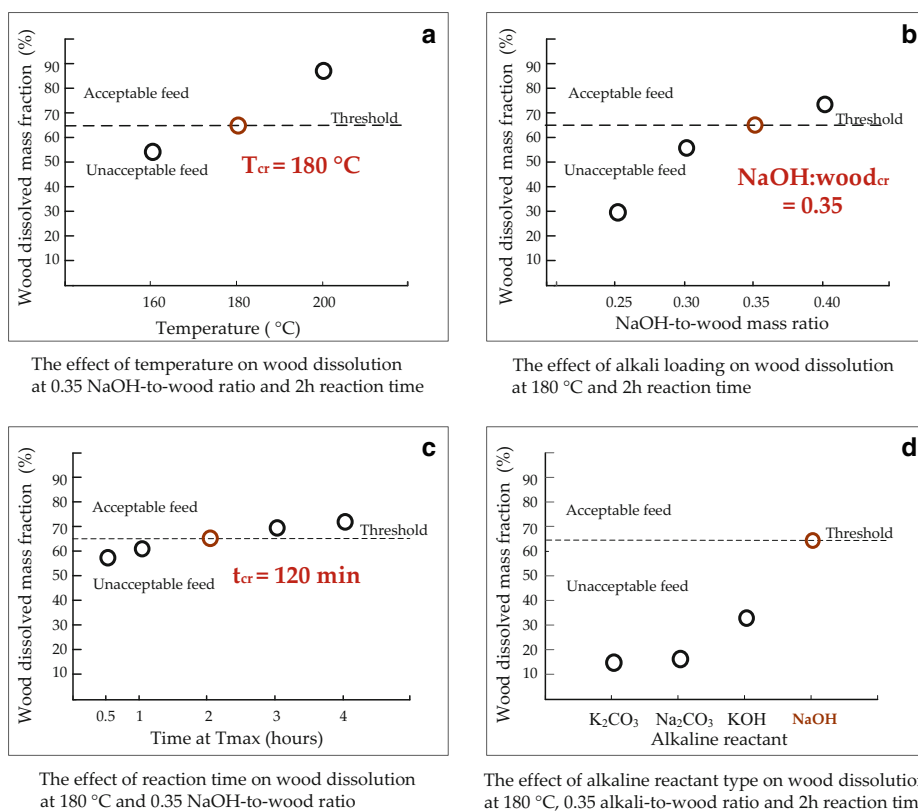 a
Wood dissolved mass fraction (%)
90
80
70
60
50
40
30
20
10
Acceptable feed
Threshold
Unacceptable feed
Tcr = 180 °C
160 180 200
Temperature ( °C)
The effect of temperature on wood dissolution
at 0.35 NaOH-to-wood ratio and 2h reaction time
b
Wood dissolved mass fraction (%)
90
80
70
60
50
40
30
20
10
Acceptable feed
Threshold
Unacceptable feed
NaOH:woodcr
= 0.35
0.25 0.30 0.35 0.40
NaOH-to-wood mass ratio
The effect of alkali loading on wood dissolution
at 180 °C and 2h reaction time
c
Wood dissolved mass fraction (%)
90
80
70
60
50
40
30
20
10
Acceptable feed
Threshold
Unacceptable feed
tcr = 120 min
0.5 1 2 3 4
Time at Tmax (hours)
The effect of reaction time on wood dissolution
at 180 °C and 0.35 NaOH-to-wood ratio
d
Wood dissolved mass fraction (%)
90
80
70
60
50
40
30
20
10
Acceptable feed
Threshold
Unacceptable feed
K₂CO₃ Na₂CO₃ KOH NaOH
Alkaline reactant
The effect of alkaline reactant type on wood dissolution
at 180 °C, 0.35 alkali-to-wood ratio and 2h reaction time